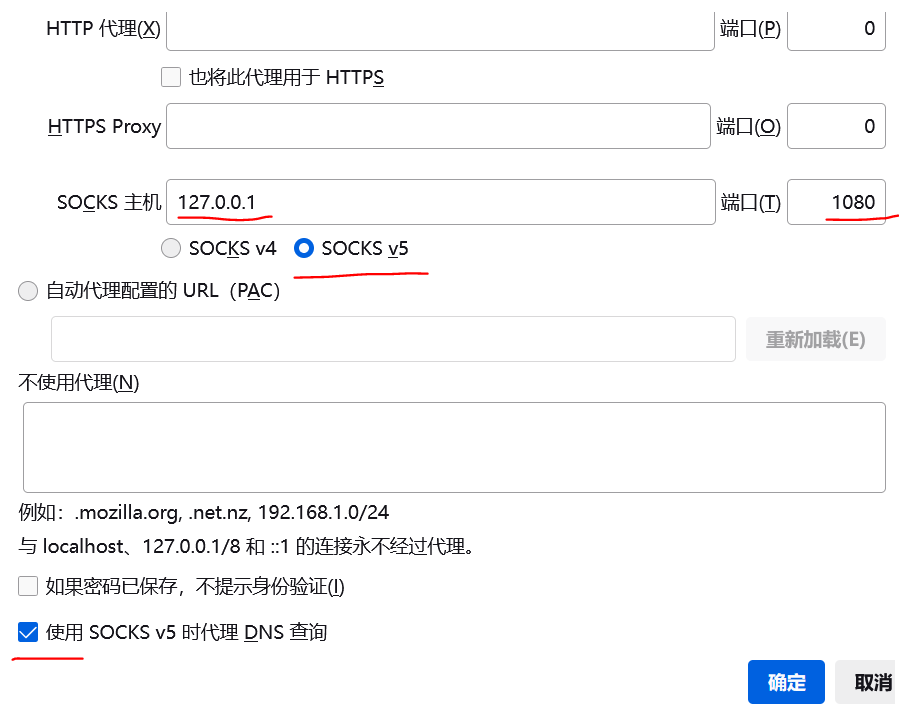 HTTP 代理(X) 端口(P) 0
也将此代理用于 HTTPS
HTTPS Proxy 端口(O) 0
SOCKS 主机 127.0.0.1 端口(T) 1080
SOCKS v4 SOCKS v5
自动代理配置的 URL（PAC）
重新加载(E)
不使用代理(N)
例如：.mozilla.org, .net.nz, 192.168.1.0/24
与 localhost、127.0.0.1/8 和 ::1 的连接永不经过代理。
如果密码已保存，不提示身份验证(I)
使用 SOCKS v5 时代理 DNS 查询
确定 取消